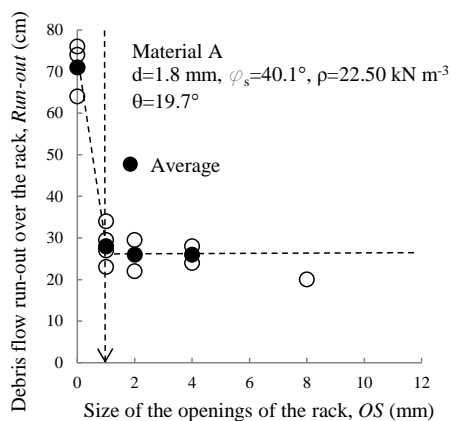 Debris flow run-out over the rack, Run-out (cm)
80
70
60
50
40
30
20
10
0
Material A
d=1.8 mm, φs=40.1°, ρ=22.50 kN m-3
θ=19.7°
Average
0 2 4 6 8 10 12
Size of the openings of the rack, OS (mm)